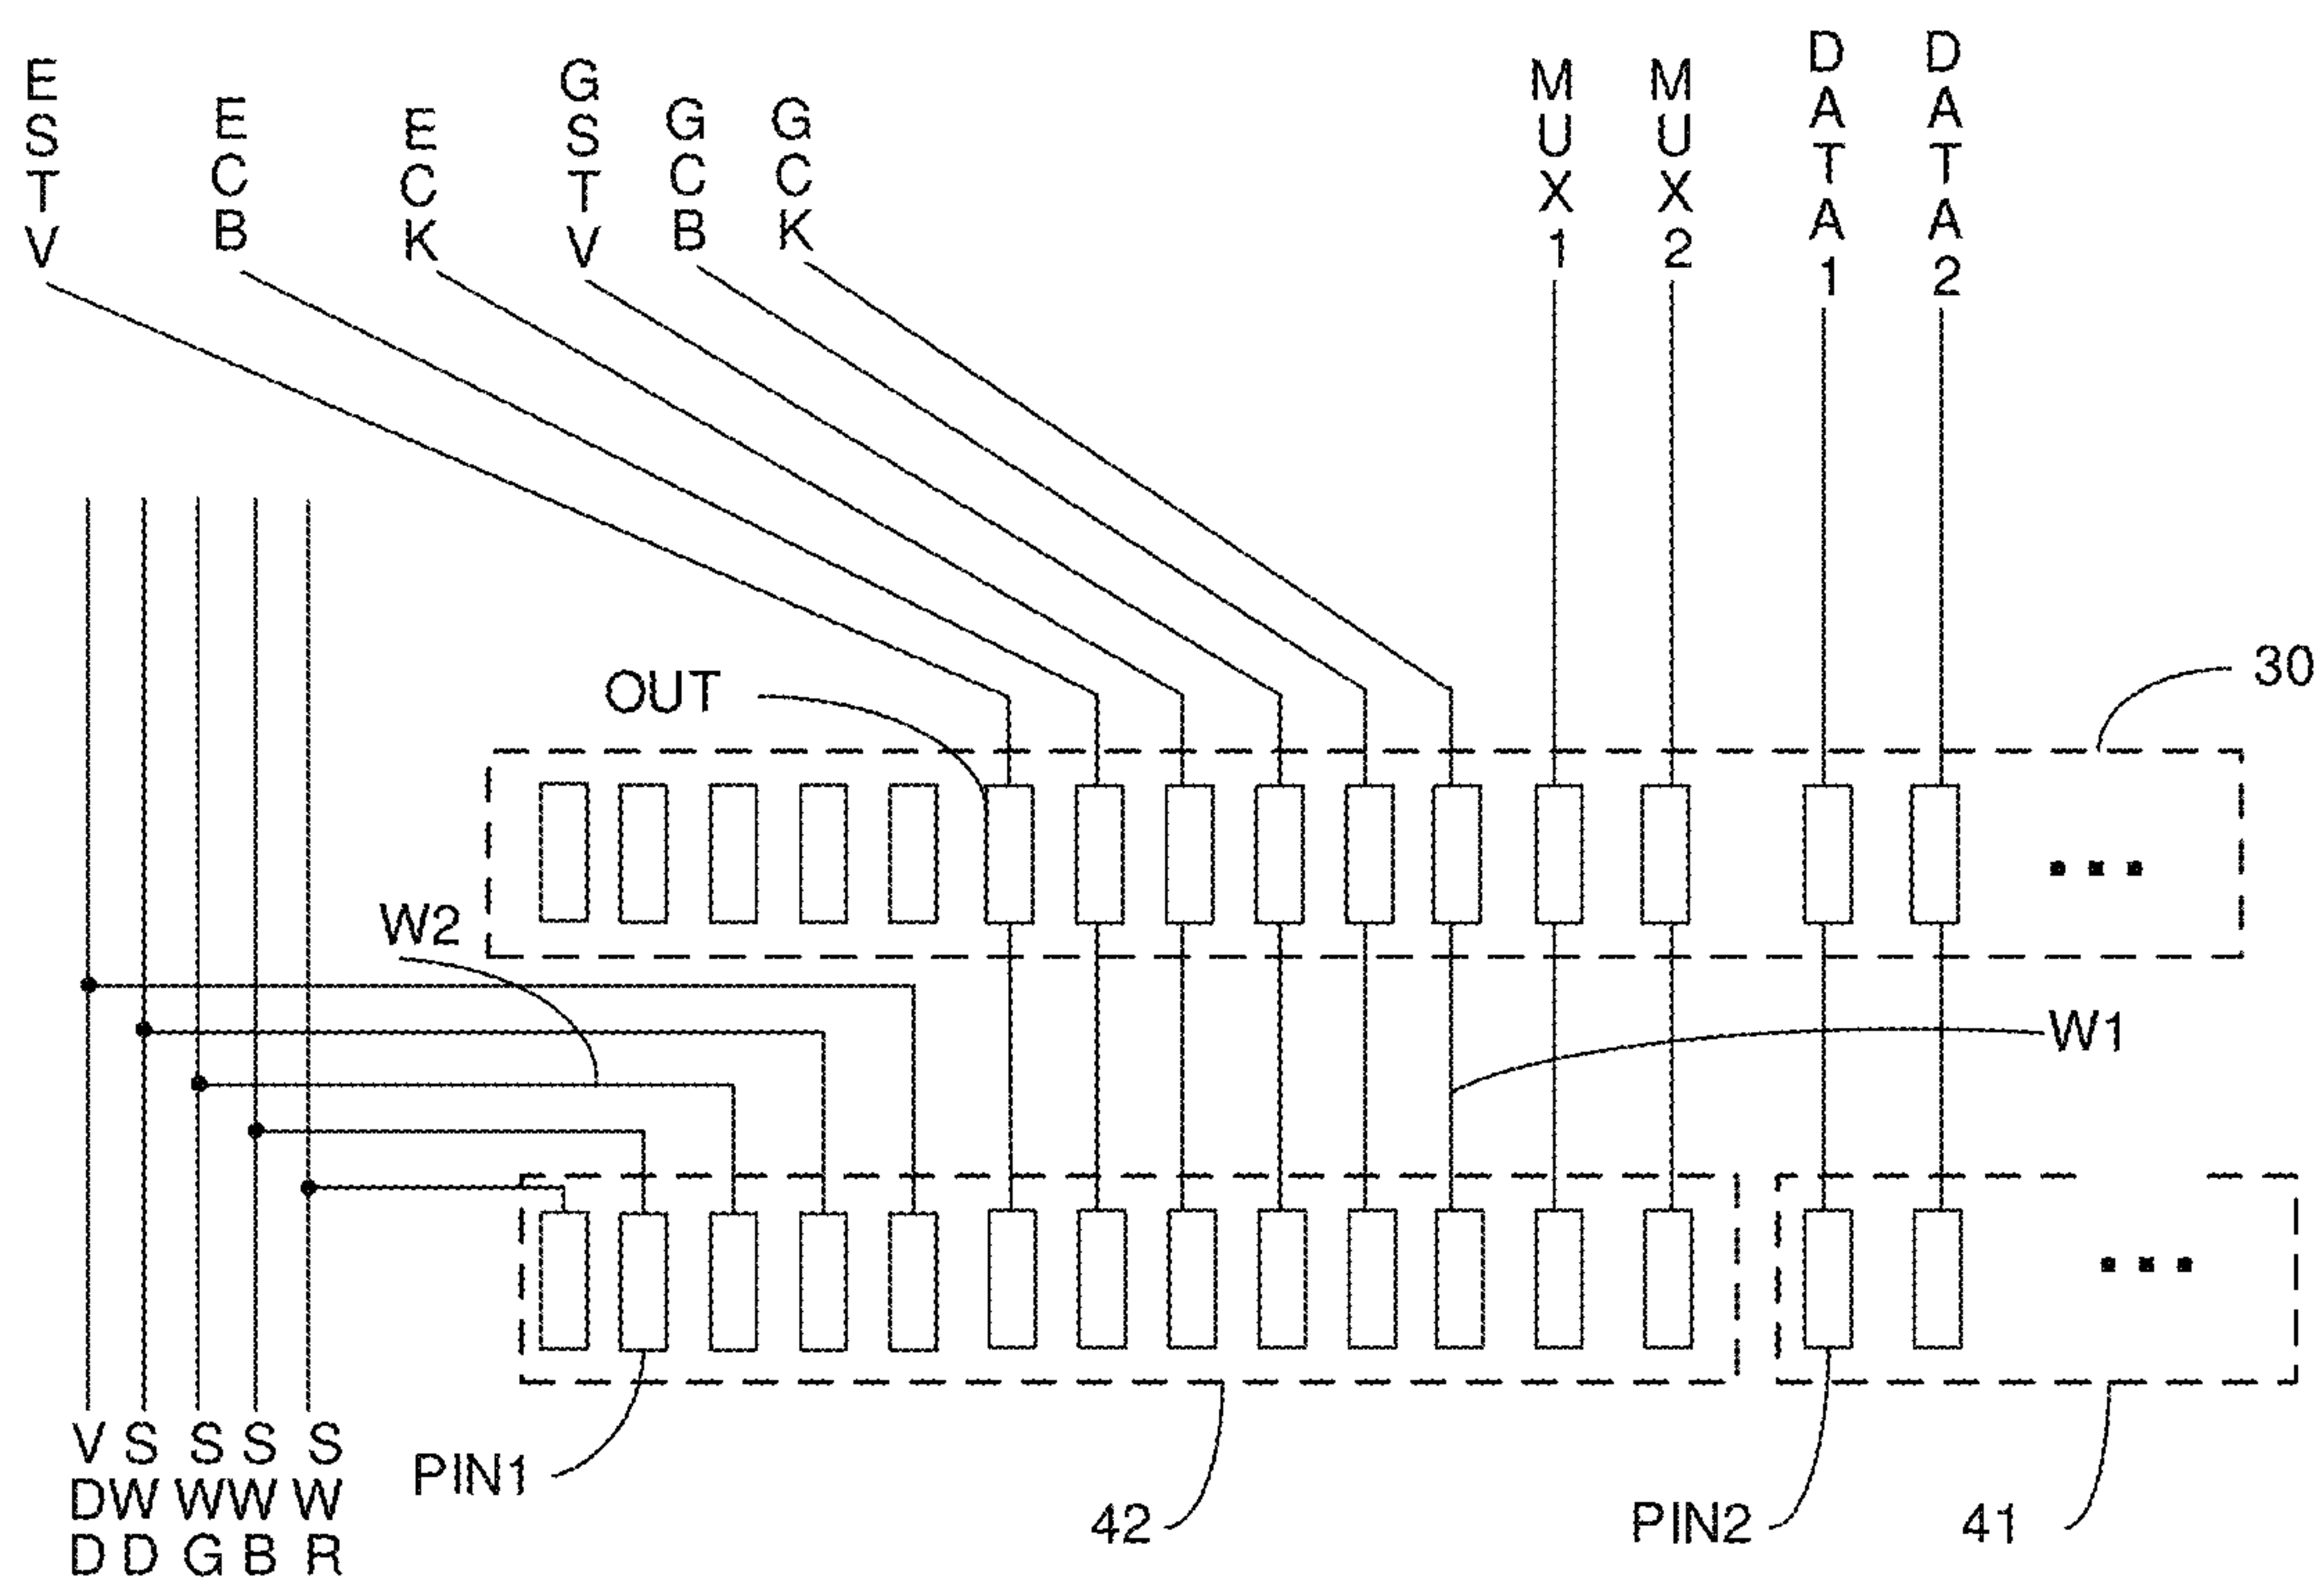 ESTV
ECB
ECK
GSTV
GCB
GCK
MUX1
MUX2
DATA1
DATA2
30
OUT
W2
W1
VDD
SWD
SWG
SWB
SWR
PIN1
42
PIN2
41